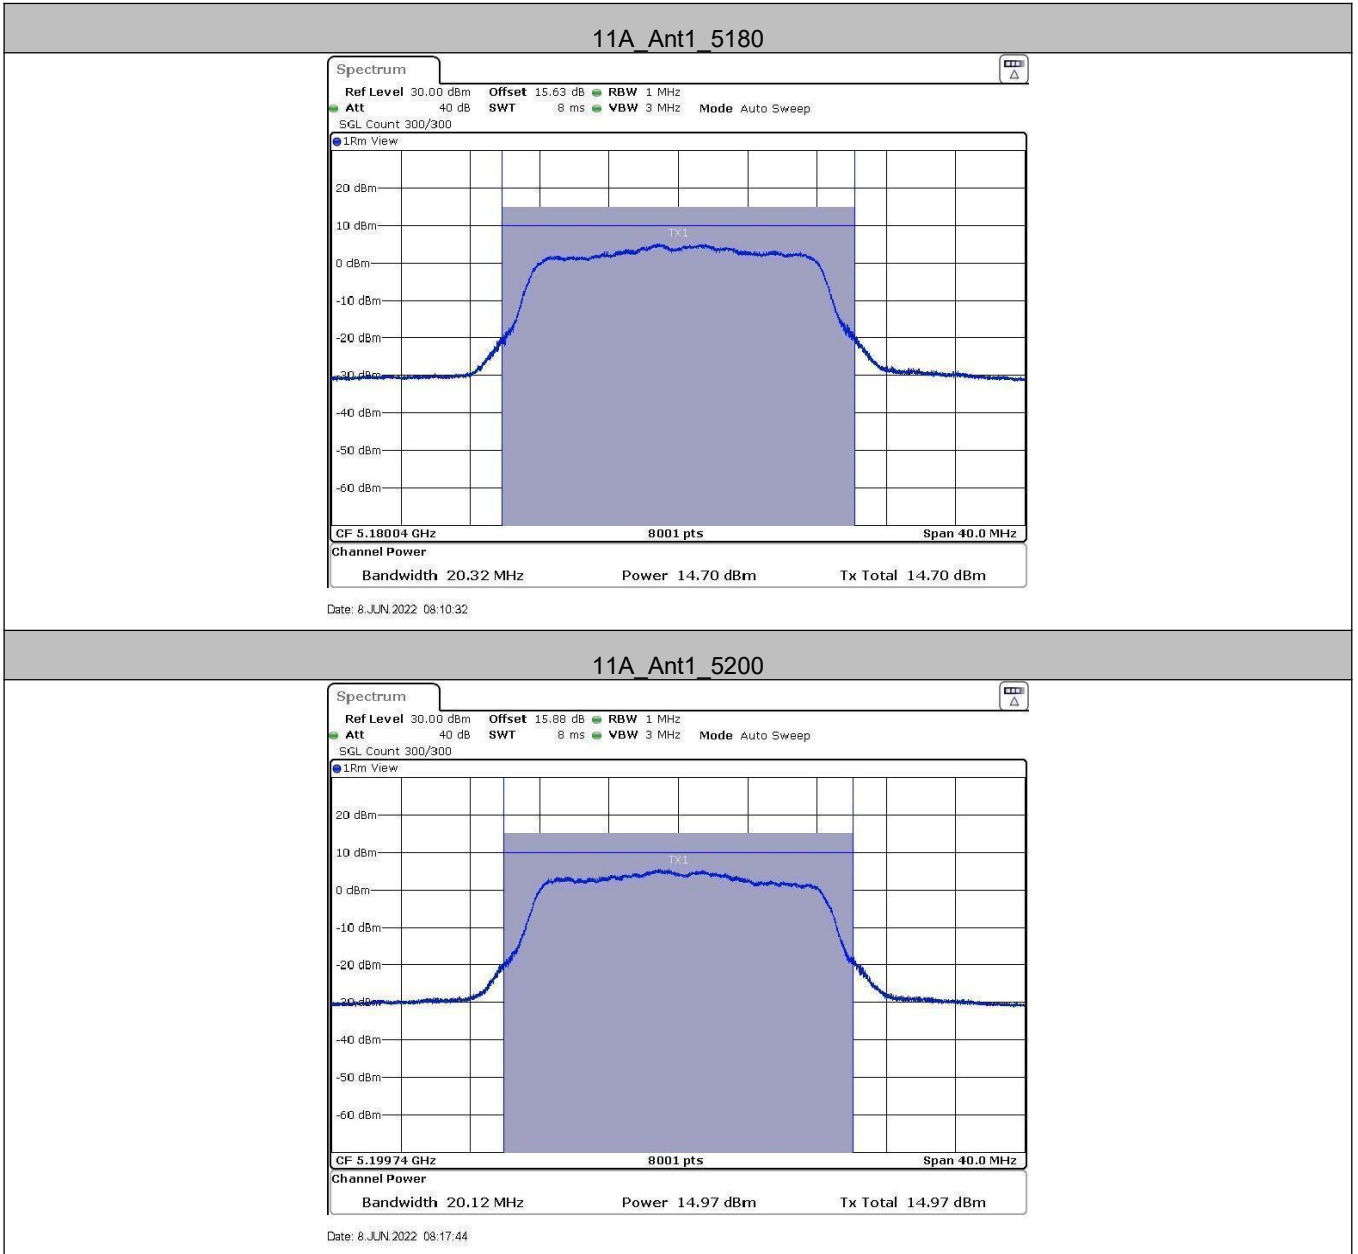 11A_Ant1_5180
Spectrum
Ref Level 30.00 dBm Offset 15.63 dB RBW 1 MHz
Att 40 dB SWT 8 ms VBW 3 MHz Mode Auto Sweep
SGL Count 300/300
1Rm View
20 dBm
10 dBm
TX1
0 dBm
-10 dBm
-20 dBm
-30 dBm
-40 dBm
-50 dBm
-60 dBm
CF 5.18004 GHz 8001 pts Span 40.0 MHz
Channel Power
Bandwidth 20.32 MHz Power 14.70 dBm Tx Total 14.70 dBm
Date: 8.JUN.2022 08:10:32
11A_Ant1_5200
Spectrum
Ref Level 30.00 dBm Offset 15.88 dB RBW 1 MHz
Att 40 dB SWT 8 ms VBW 3 MHz Mode Auto Sweep
SGL Count 300/300
1Rm View
20 dBm
10 dBm
TX1
0 dBm
-10 dBm
-20 dBm
-30 dBm
-40 dBm
-50 dBm
-60 dBm
CF 5.19974 GHz 8001 pts Span 40.0 MHz
Channel Power
Bandwidth 20.12 MHz Power 14.97 dBm Tx Total 14.97 dBm
Date: 8.JUN.2022 08:17:44